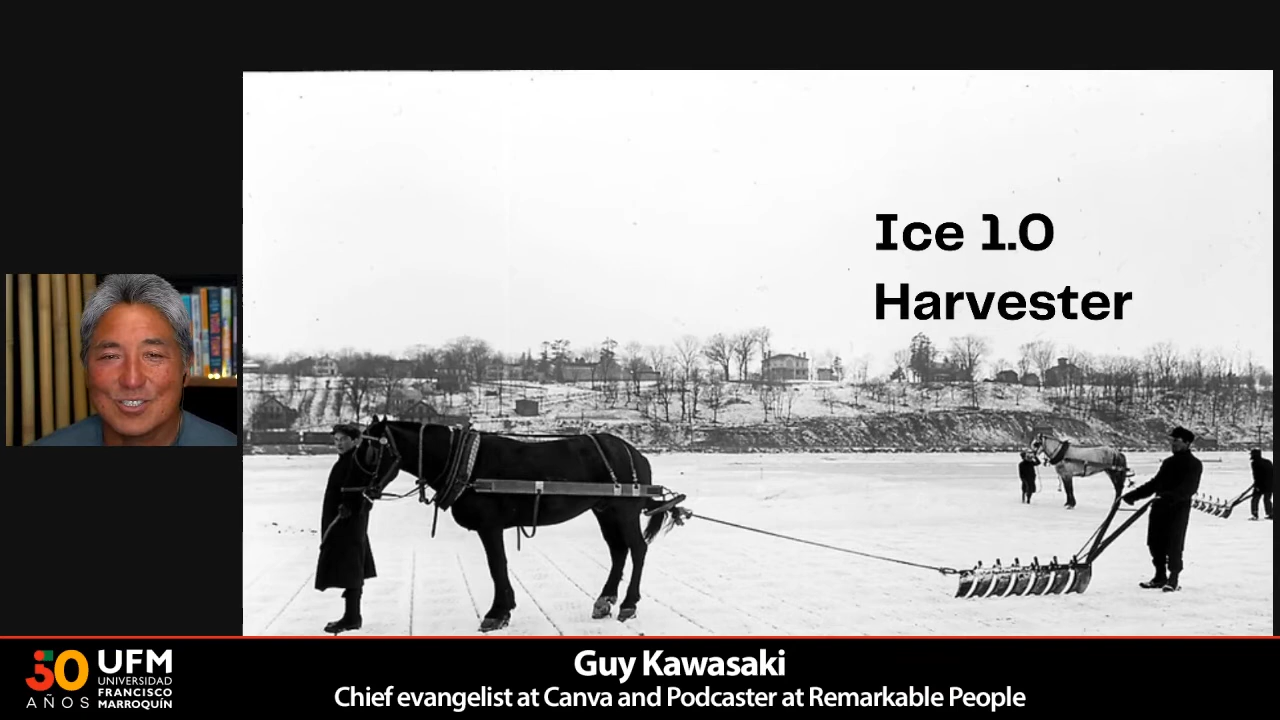 Ice 1.0
Harvester
50
AÑOS
UFM
UNIVERSIDAD
FRANCISCO
MARROQUÍN
Guy Kawasaki
Chief evangelist at Canva and Podcaster at Remarkable People